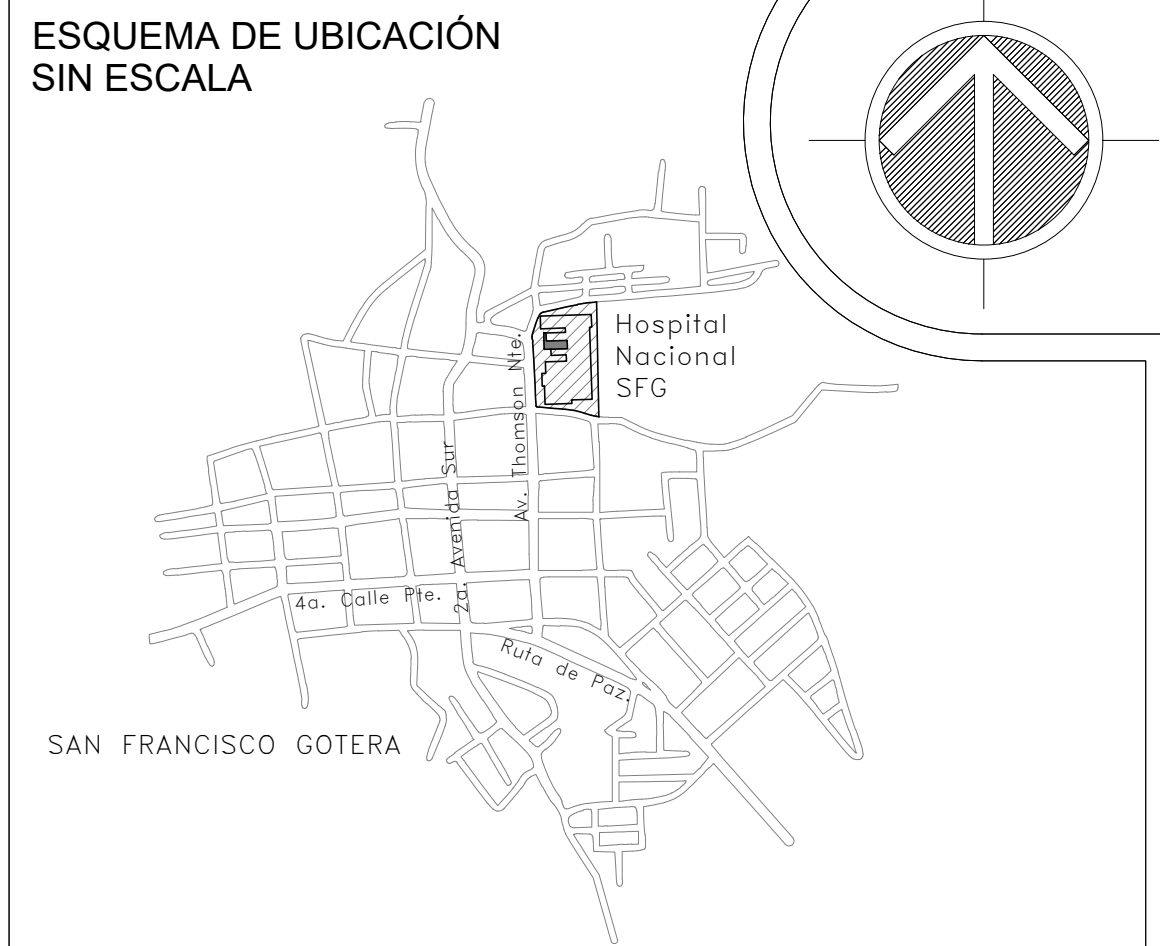 ESQUEMA DE UBICACIÓN
SIN ESCALA
Hospital
Nacional
SFG
Av. Thomson Nte.
2a. Avenida Sur
4a. Calle Pte.
Ruta de Paz.
SAN FRANCISCO GOTERA